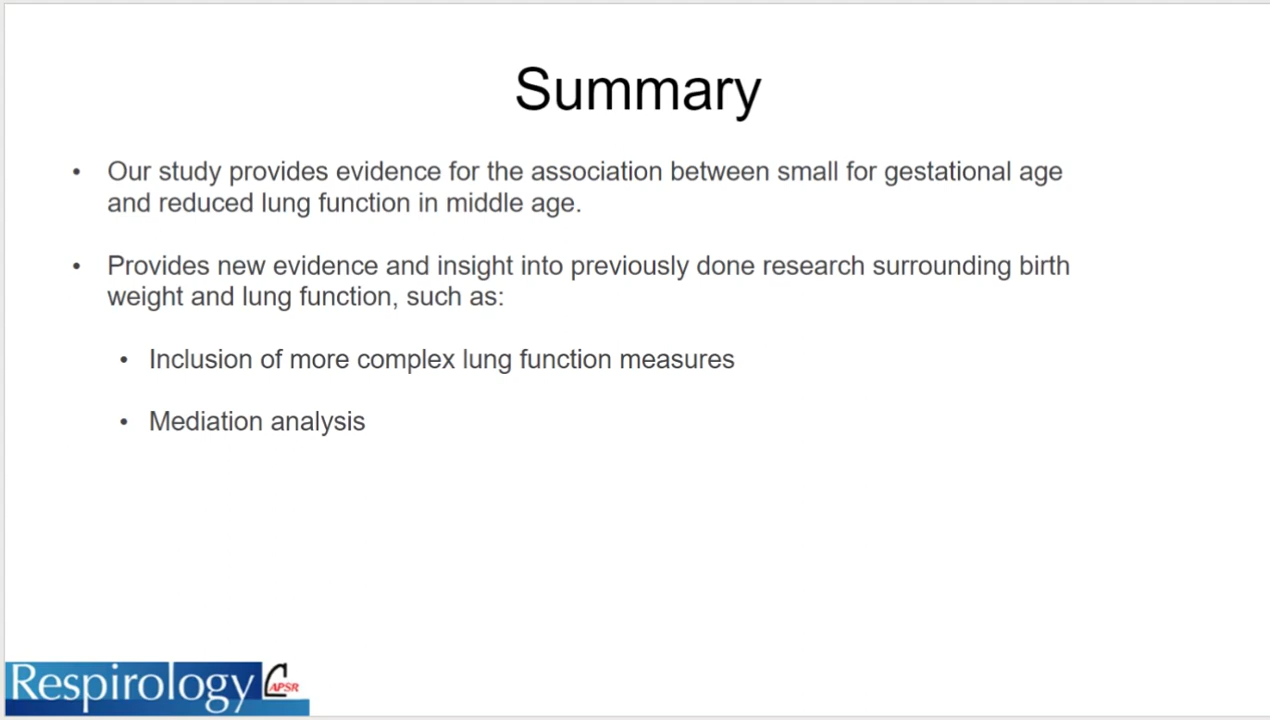 Summary
• Our study provides evidence for the association between small for gestational age
and reduced lung function in middle age.
• Provides new evidence and insight into previously done research surrounding birth
weight and lung function, such as:
• Inclusion of more complex lung function measures
• Mediation analysis
Respirology APSR